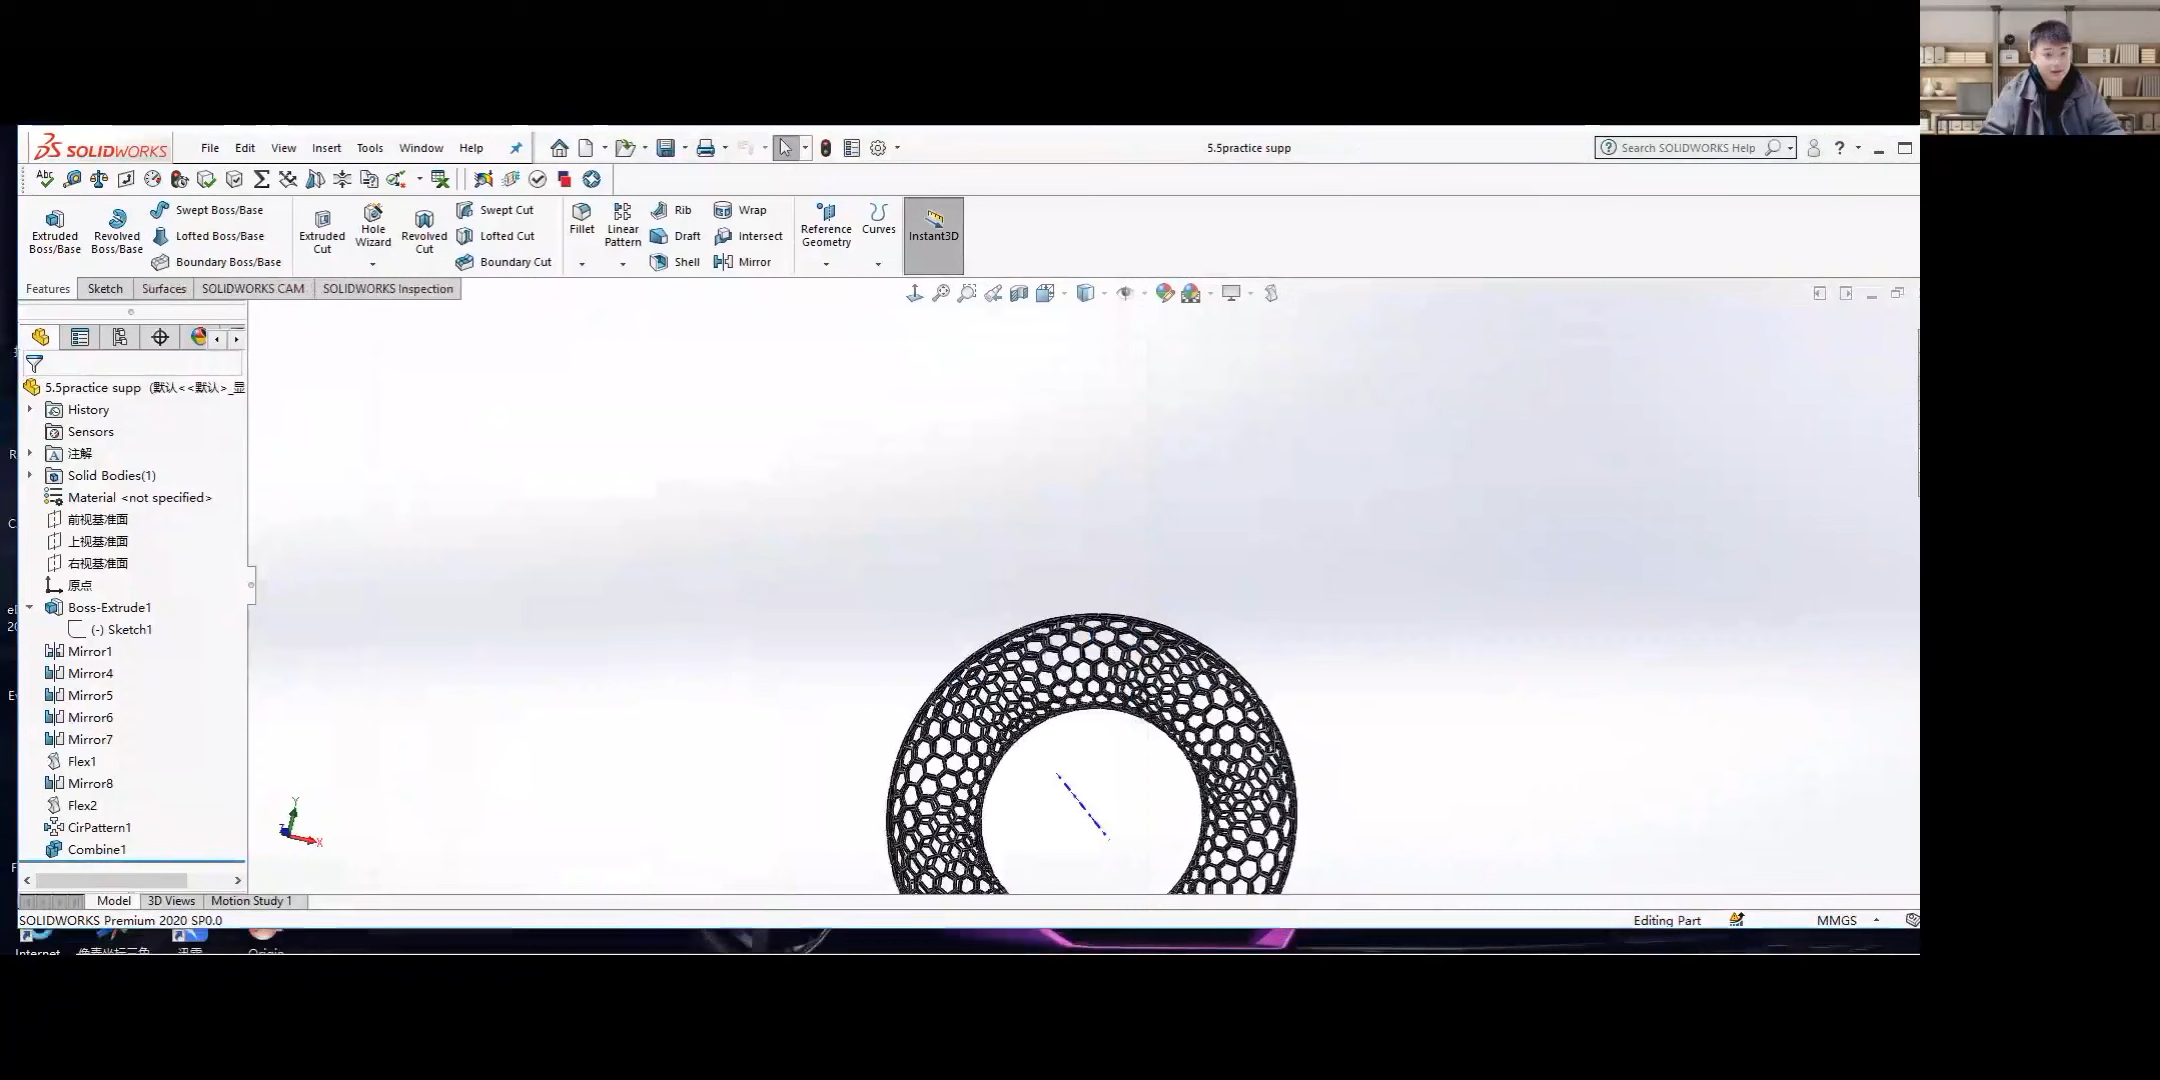 SOLIDWORKS File Edit View Insert Tools Window Help 5.5practice supp Search SOLIDWORKS Help ?
Extruded Boss/Base
Revolved Boss/Base
Swept Boss/Base
Lofted Boss/Base
Boundary Boss/Base
Extruded Cut
Hole Wizard
Revolved Cut
Swept Cut
Lofted Cut
Boundary Cut
Fillet
Linear Pattern
Rib
Draft
Shell
Wrap
Intersect
Mirror
Reference Geometry
Curves
Instant3D
Features Sketch Surfaces SOLIDWORKS CAM SOLIDWORKS Inspection
5.5practice supp (默认<<默认>_显
History
Sensors
注解
Solid Bodies(1)
Material <not specified>
前视基准面
上视基准面
右视基准面
原点
Boss-Extrude1
(-) Sketch1
Mirror1
Mirror4
Mirror5
Mirror6
Mirror7
Flex1
Mirror8
Flex2
CirPattern1
Combine1
Y
X
Model 3D Views Motion Study 1
SOLIDWORKS Premium 2020 SP0.0 Editing Part MMGS